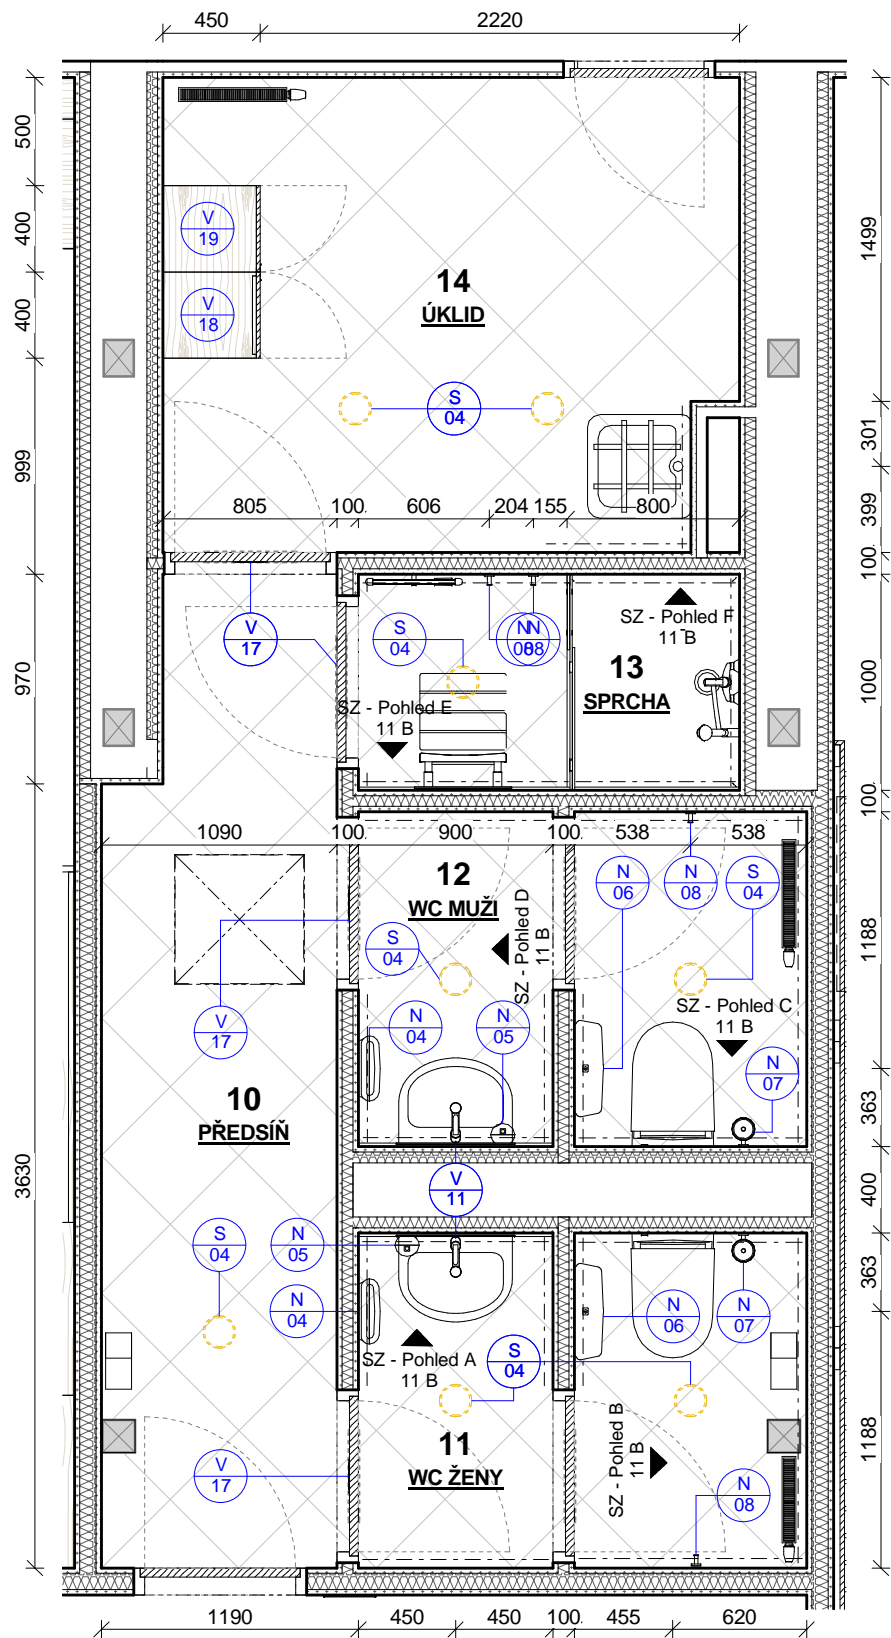 450
2220
500
400
400
999
970
3630
1499
301
399
100
1000
100
1188
363
400
363
1188
V
19
V
18
14
ÚKLID
S
04
805
100
606
204
155
800
V
17
S
04
N
08
N
08
SZ - Pohled F
11 B
13
SPRCHA
SZ - Pohled E
11 B
1090
100
900
100
538
538
12
WC MUŽI
N
06
N
08
S
04
S
04
SZ - Pohled D
11 B
SZ - Pohled C
11 B
V
17
N
04
N
05
N
07
10
PŘEDSÍŇ
V
11
S
04
N
05
N
04
N
06
N
07
SZ - Pohled A
11 B
S
04
SZ - Pohled B
11 B
11
WC ŽENY
V
17
N
08
1190
450
450
100
455
620